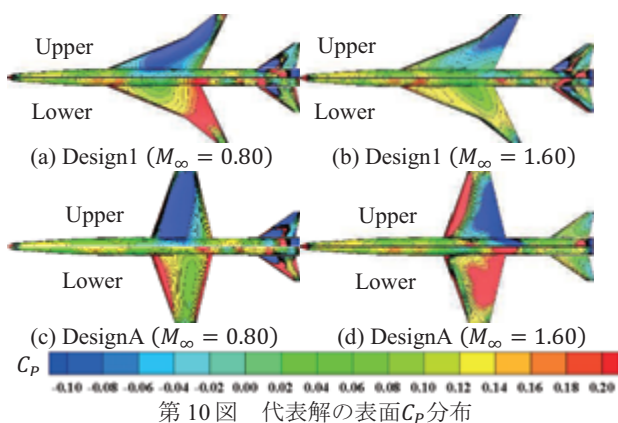 Upper
Upper
Lower
Lower
(a) Design1 (M∞ = 0.80)
(b) Design1 (M∞ = 1.60)
Upper
Upper
Lower
Lower
(c) DesignA (M∞ = 0.80)
(d) DesignA (M∞ = 1.60)
C_P
-0.10 -0.08 -0.06 -0.04 -0.02 0.00 0.02 0.04 0.06 0.08 0.10 0.12 0.14 0.16 0.18 0.20
第 10 図 代表解の表面C_P分布